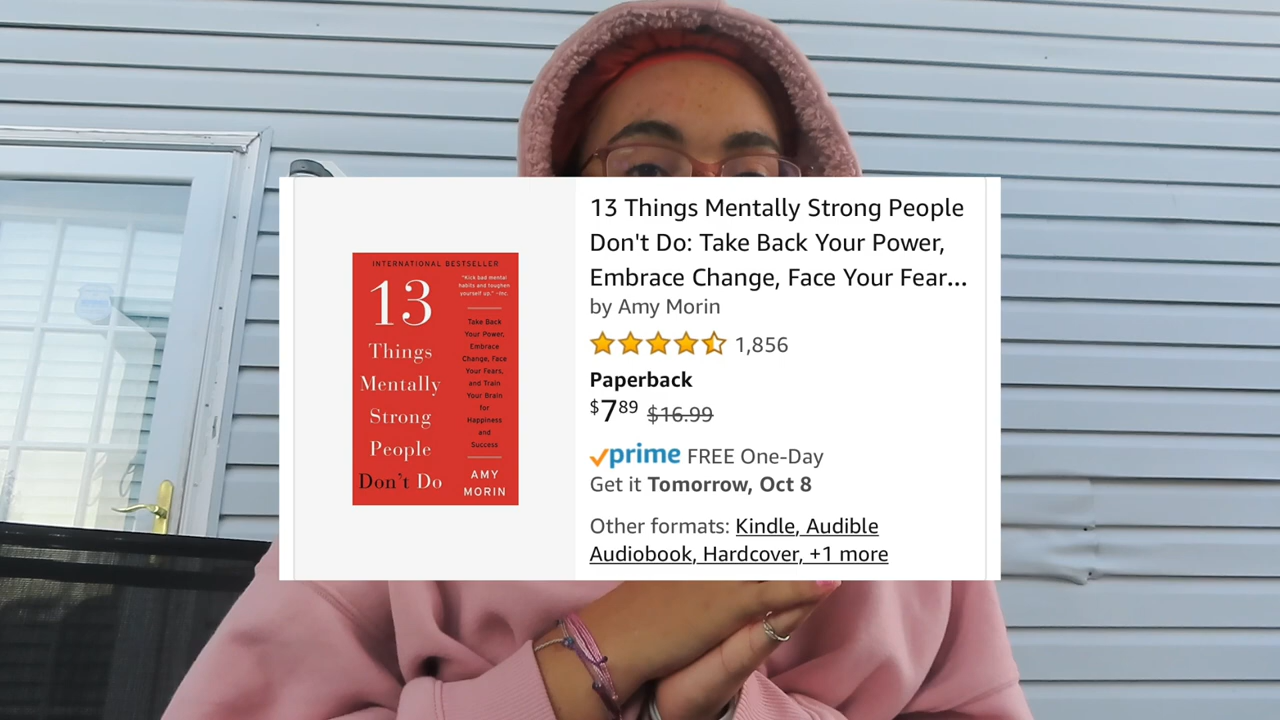 INTERNATIONAL BESTSELLER
13
Things
Mentally
Strong
People
Don't Do
"Kick bad mental
habits and toughen
yourself up." —Inc.
Take Back
Your Power,
Embrace
Change, Face
Your Fears,
and Train
Your Brain
for
Happiness
and
Success
AMY
MORIN
13 Things Mentally Strong People
Don't Do: Take Back Your Power,
Embrace Change, Face Your Fear...
by Amy Morin
1,856
Paperback
$789 $16.99
prime FREE One-Day
Get it Tomorrow, Oct 8
Other formats: Kindle, Audible
Audiobook, Hardcover, +1 more